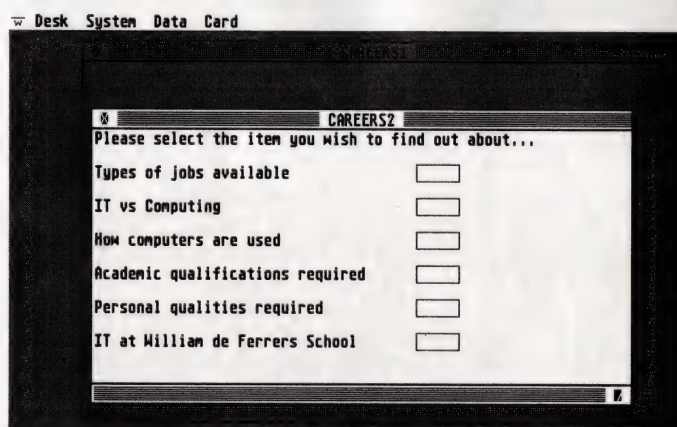 Desk System Data Card
CAREERS2
Please select the item you wish to find out about...
Types of jobs available
IT vs Computing
How computers are used
Academic qualifications required
Personal qualities required
IT at William de Ferrers School